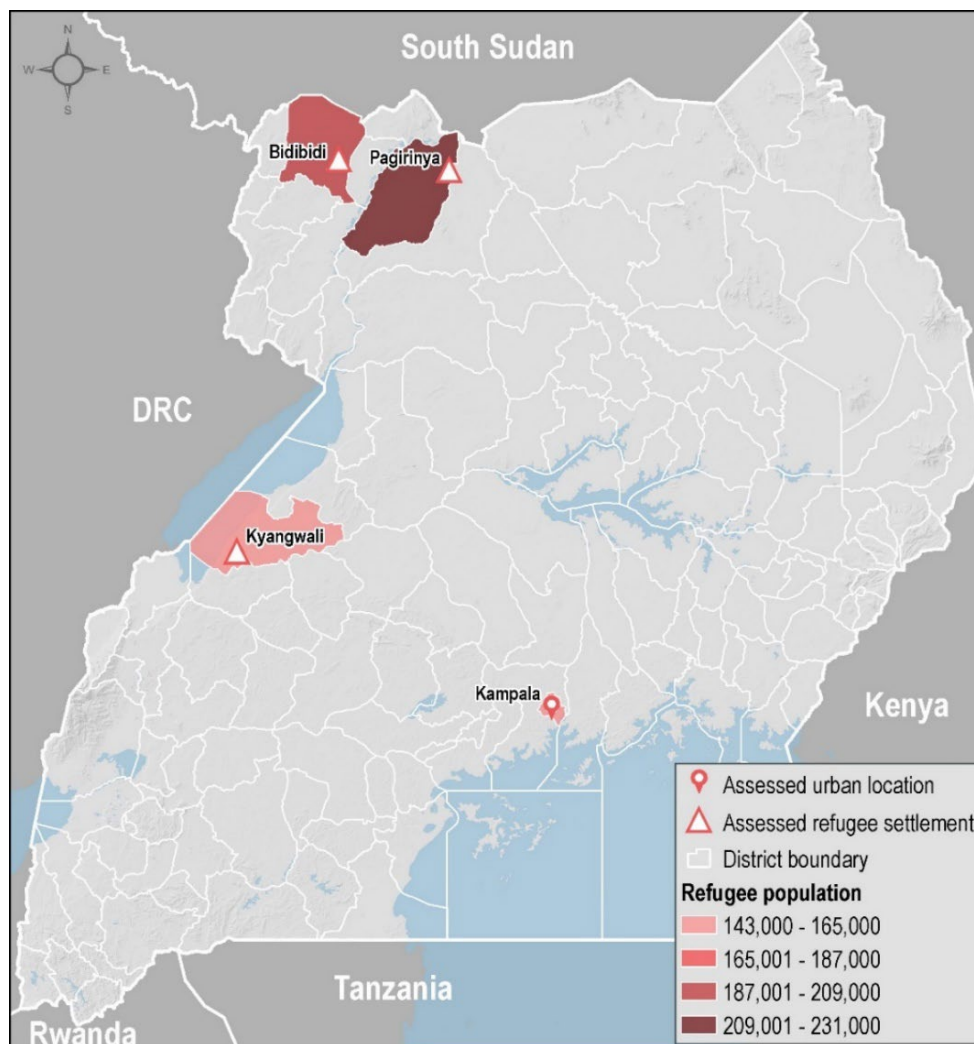 N
W E
S
South Sudan
Bidibidi
Pagirinya
DRC
Kyangwali
Kampala
Kenya
Assessed urban location
Assessed refugee settlement
District boundary
Refugee population
143,000 - 165,000
165,001 - 187,000
187,001 - 209,000
209,001 - 231,000
Tanzania
Rwanda